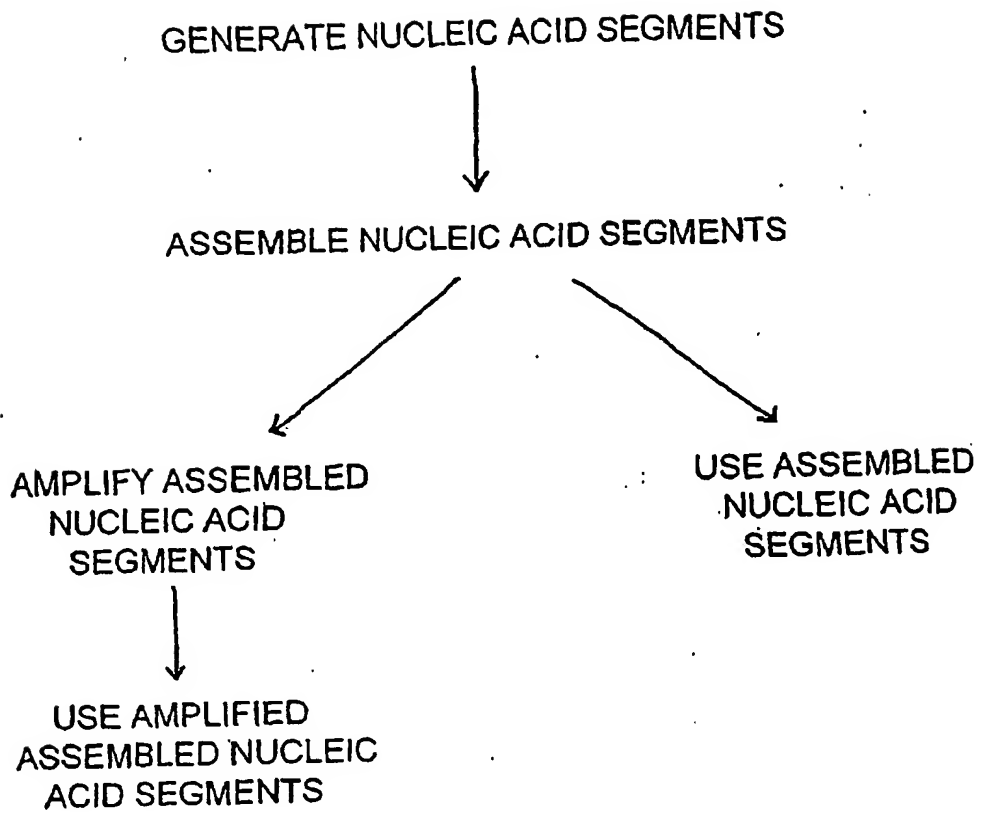 GENERATE NUCLEIC ACID SEGMENTS
ASSEMBLE NUCLEIC ACID SEGMENTS
AMPLIFY ASSEMBLED
NUCLEIC ACID
SEGMENTS
USE ASSEMBLED
NUCLEIC ACID
SEGMENTS
USE AMPLIFIED
ASSEMBLED NUCLEIC
ACID SEGMENTS